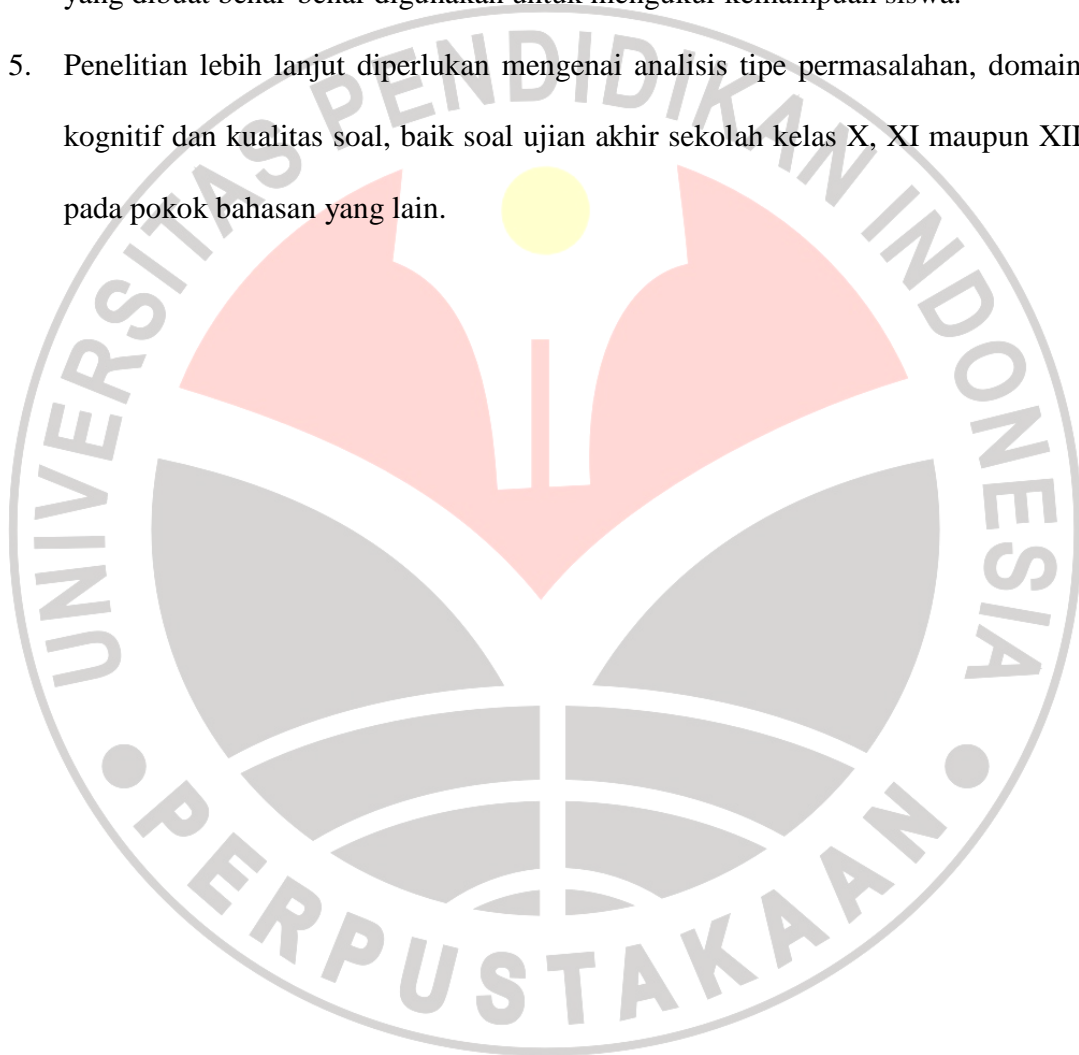 yang dibuat benar-benar digunakan untuk mengukur kemampuan siswa.
5. Penelitian lebih lanjut diperlukan mengenai analisis tipe permasalahan, domain
kognitif dan kualitas soal, baik soal ujian akhir sekolah kelas X, XI maupun XII
pada pokok bahasan yang lain.
UNIVERSITAS PENDIDIKAN INDONESIA
PERPUSTAKAAN